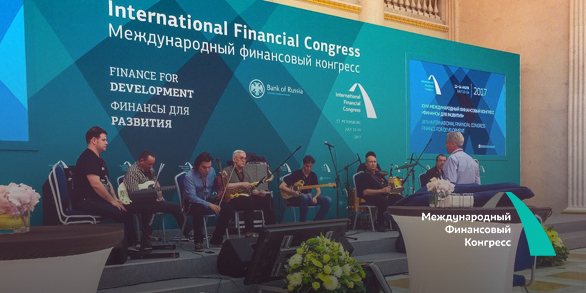 International Financial Congress
Международный финансовый конгресс
FINANCE FOR
DEVELOPMENT
ФИНАНСЫ ДЛЯ
РАЗВИТИЯ
Bank of Russia
International
Financial
Congress
2017
Международный
Финансовый
Конгресс